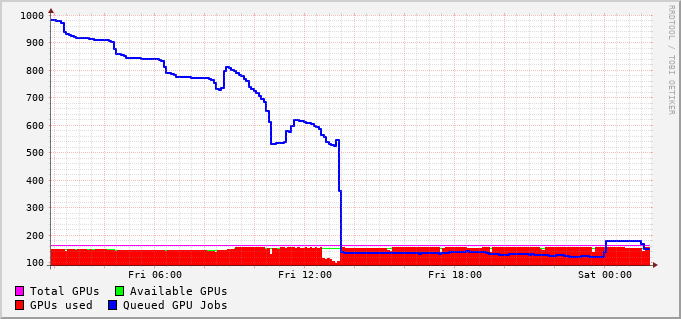 1000
900
800
700
600
500
400
300
200
100
Fri 06:00
Fri 12:00
Fri 18:00
Sat 00:00
Total GPUs
Available GPUs
GPUs used
Queued GPU Jobs
RRDTOOL / TOBI OETIKER